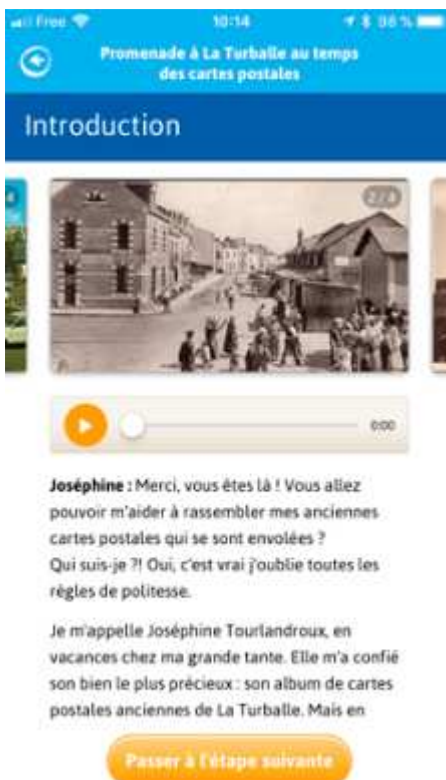 Free 10:14 98 %
Promenade à La Turballe au temps
des cartes postales
Introduction
2/4
0:00
Joséphine : Merci, vous êtes là ! Vous allez
pouvoir m'aider à rassembler mes anciennes
cartes postales qui se sont envolées ?
Qui suis-je ?! Oui, c'est vrai j'oublie toutes les
règles de politesse.
Je m'appelle Joséphine Tourlandroux, en
vacances chez ma grande tante. Elle m'a confié
son bien le plus précieux : son album de cartes
postales anciennes de La Turballe. Mais en
Passer à l'étape suivante